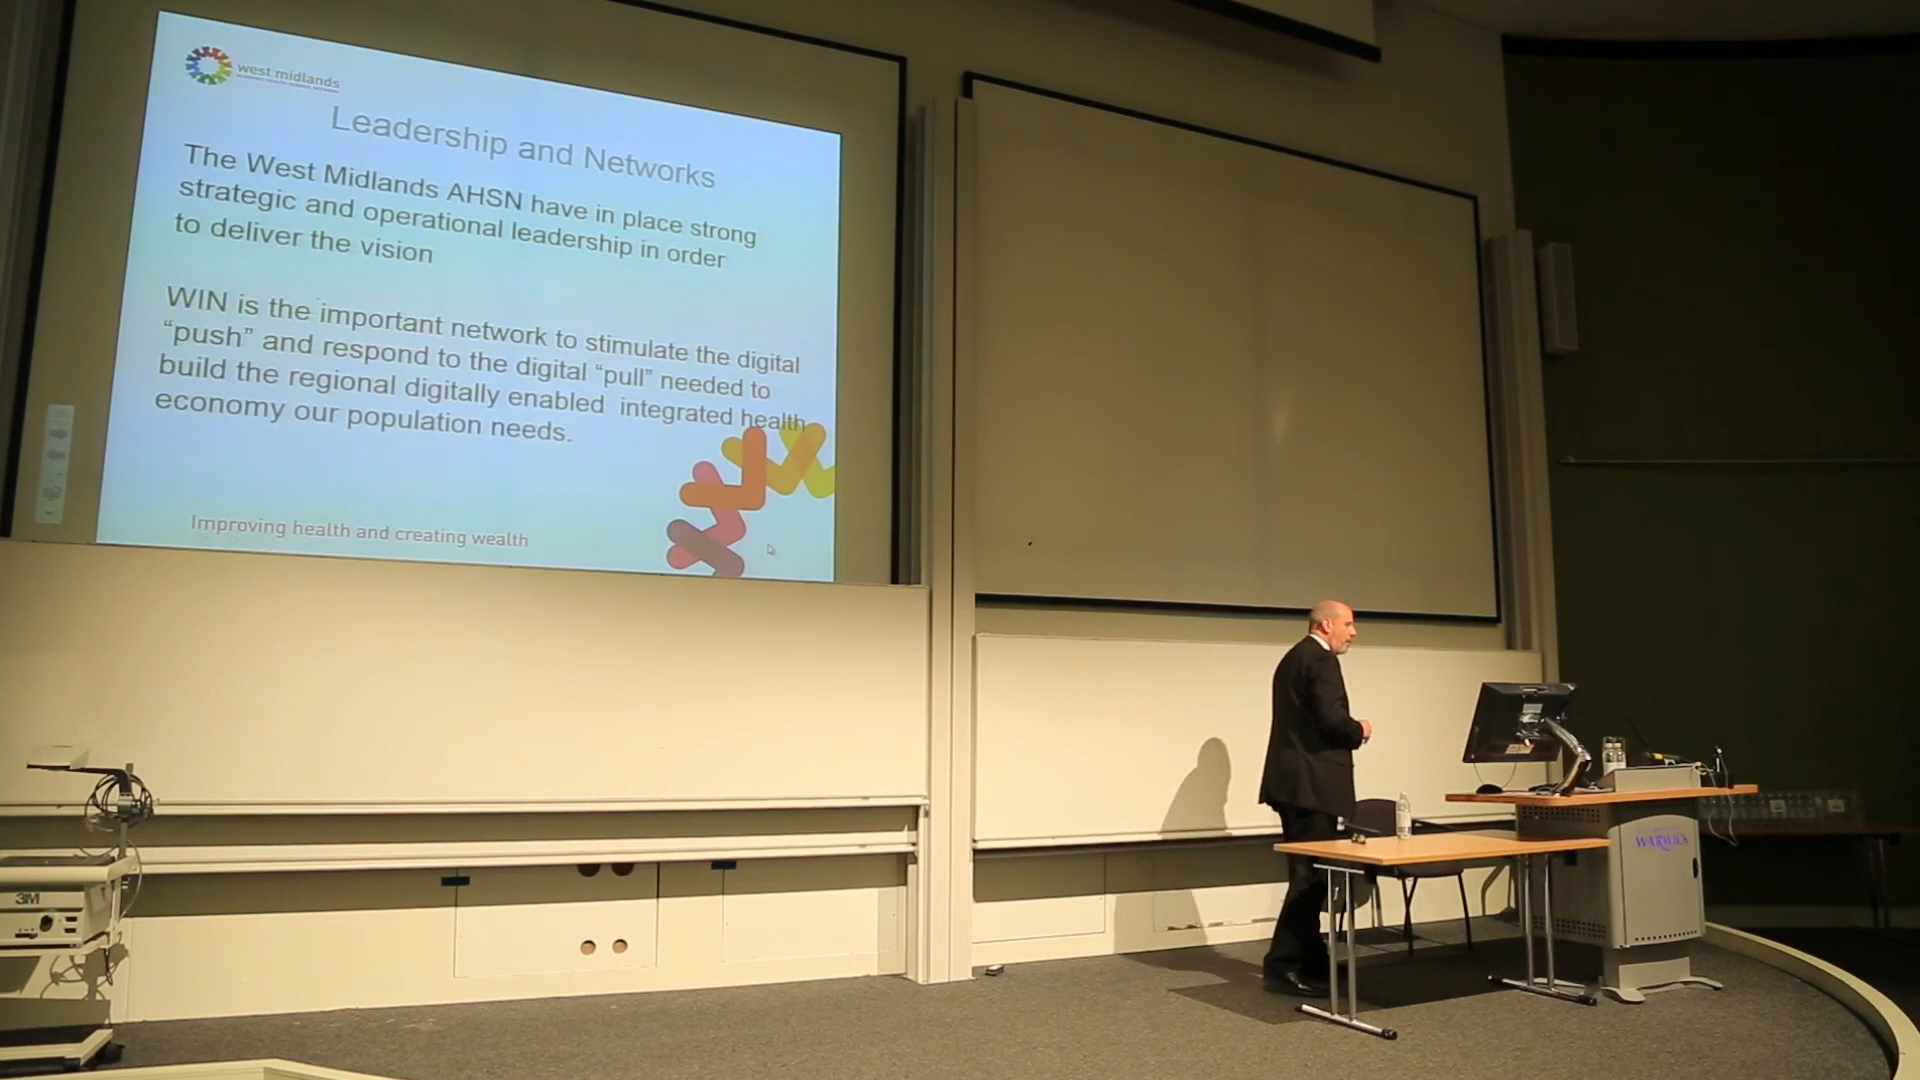 west midlands
Leadership and Networks
The West Midlands AHSN have in place strong
strategic and operational leadership in order
to deliver the vision
WIN is the important network to stimulate the digital
“push” and respond to the digital “pull” needed to
build the regional digitally enabled integrated health
economy our population needs.
Improving health and creating wealth
3M
WARWICK